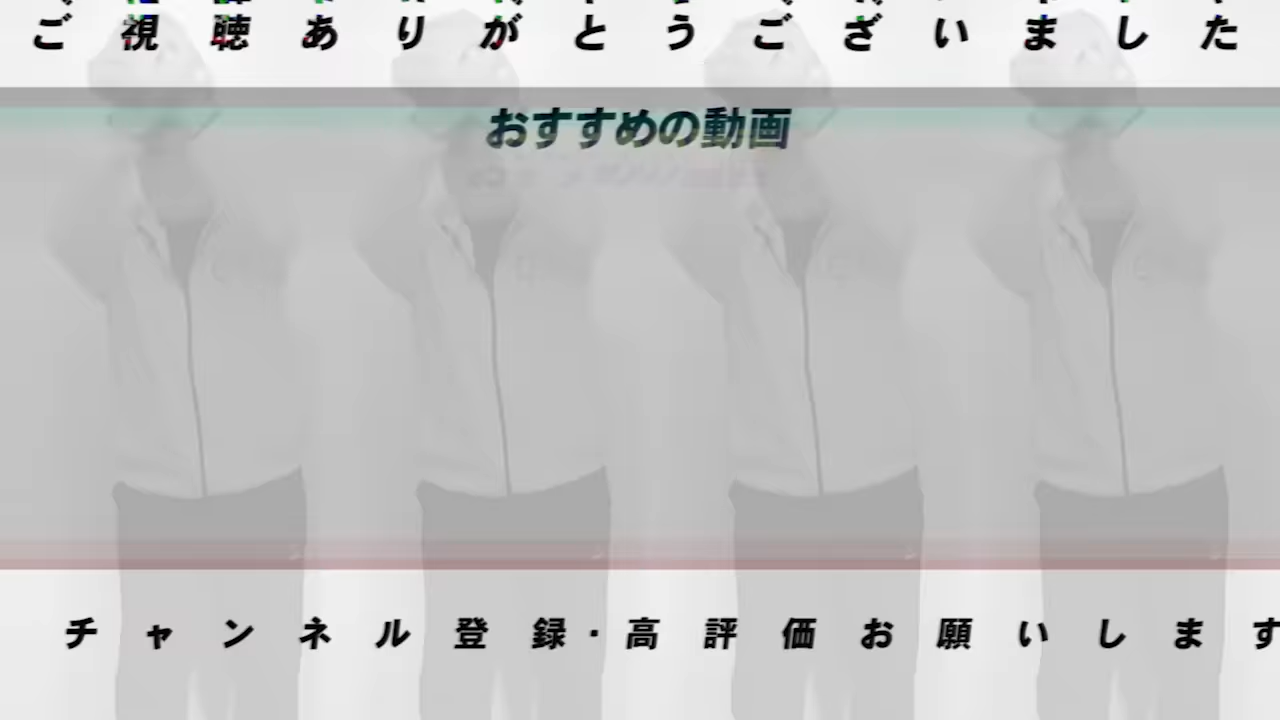 ご視聴ありがとうございました
おすすめの動画
チャンネル登録・高評価お願いします